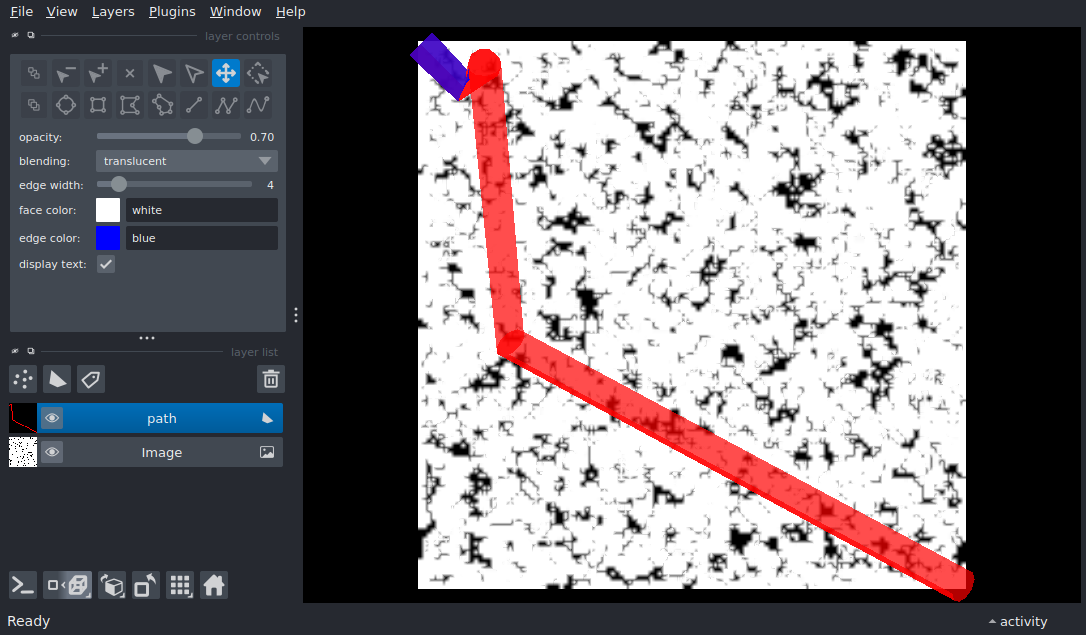 File View Layers Plugins Window Help
layer controls
opacity: 0.70
blending: translucent
edge width: 4
face color: white
edge color: blue
display text:
layer list
path
Image
Ready
activity